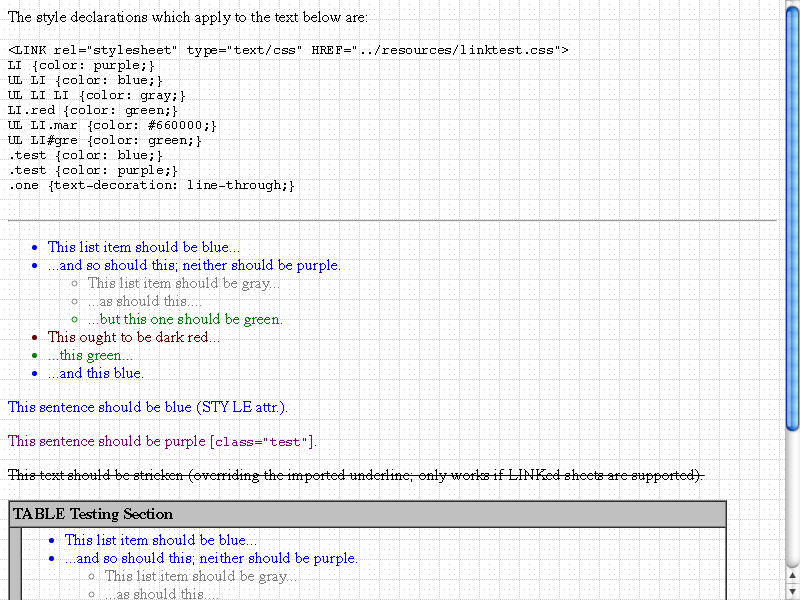 The style declarations which apply to the text below are:
<LINK rel="stylesheet" type="text/css" HREF="../resources/linktest.css">
LI {color: purple;}
UL LI {color: blue;}
UL LI LI {color: gray;}
LI.red {color: green;}
UL LI.mar {color: #660000;}
UL LI#gre {color: green;}
.test {color: blue;}
.test {color: purple;}
.one {text-decoration: line-through;}
This list item should be blue...
...and so should this; neither should be purple.
This list item should be gray...
...as should this....
...but this one should be green.
This ought to be dark red...
...this green...
...and this blue.
This sentence should be blue (STYLE attr.).
This sentence should be purple [class="test"].
This text should be stricken (overriding the imported underline; only works if LINKed sheets are supported).
TABLE Testing Section
This list item should be blue...
...and so should this; neither should be purple.
This list item should be gray...
...as should this....